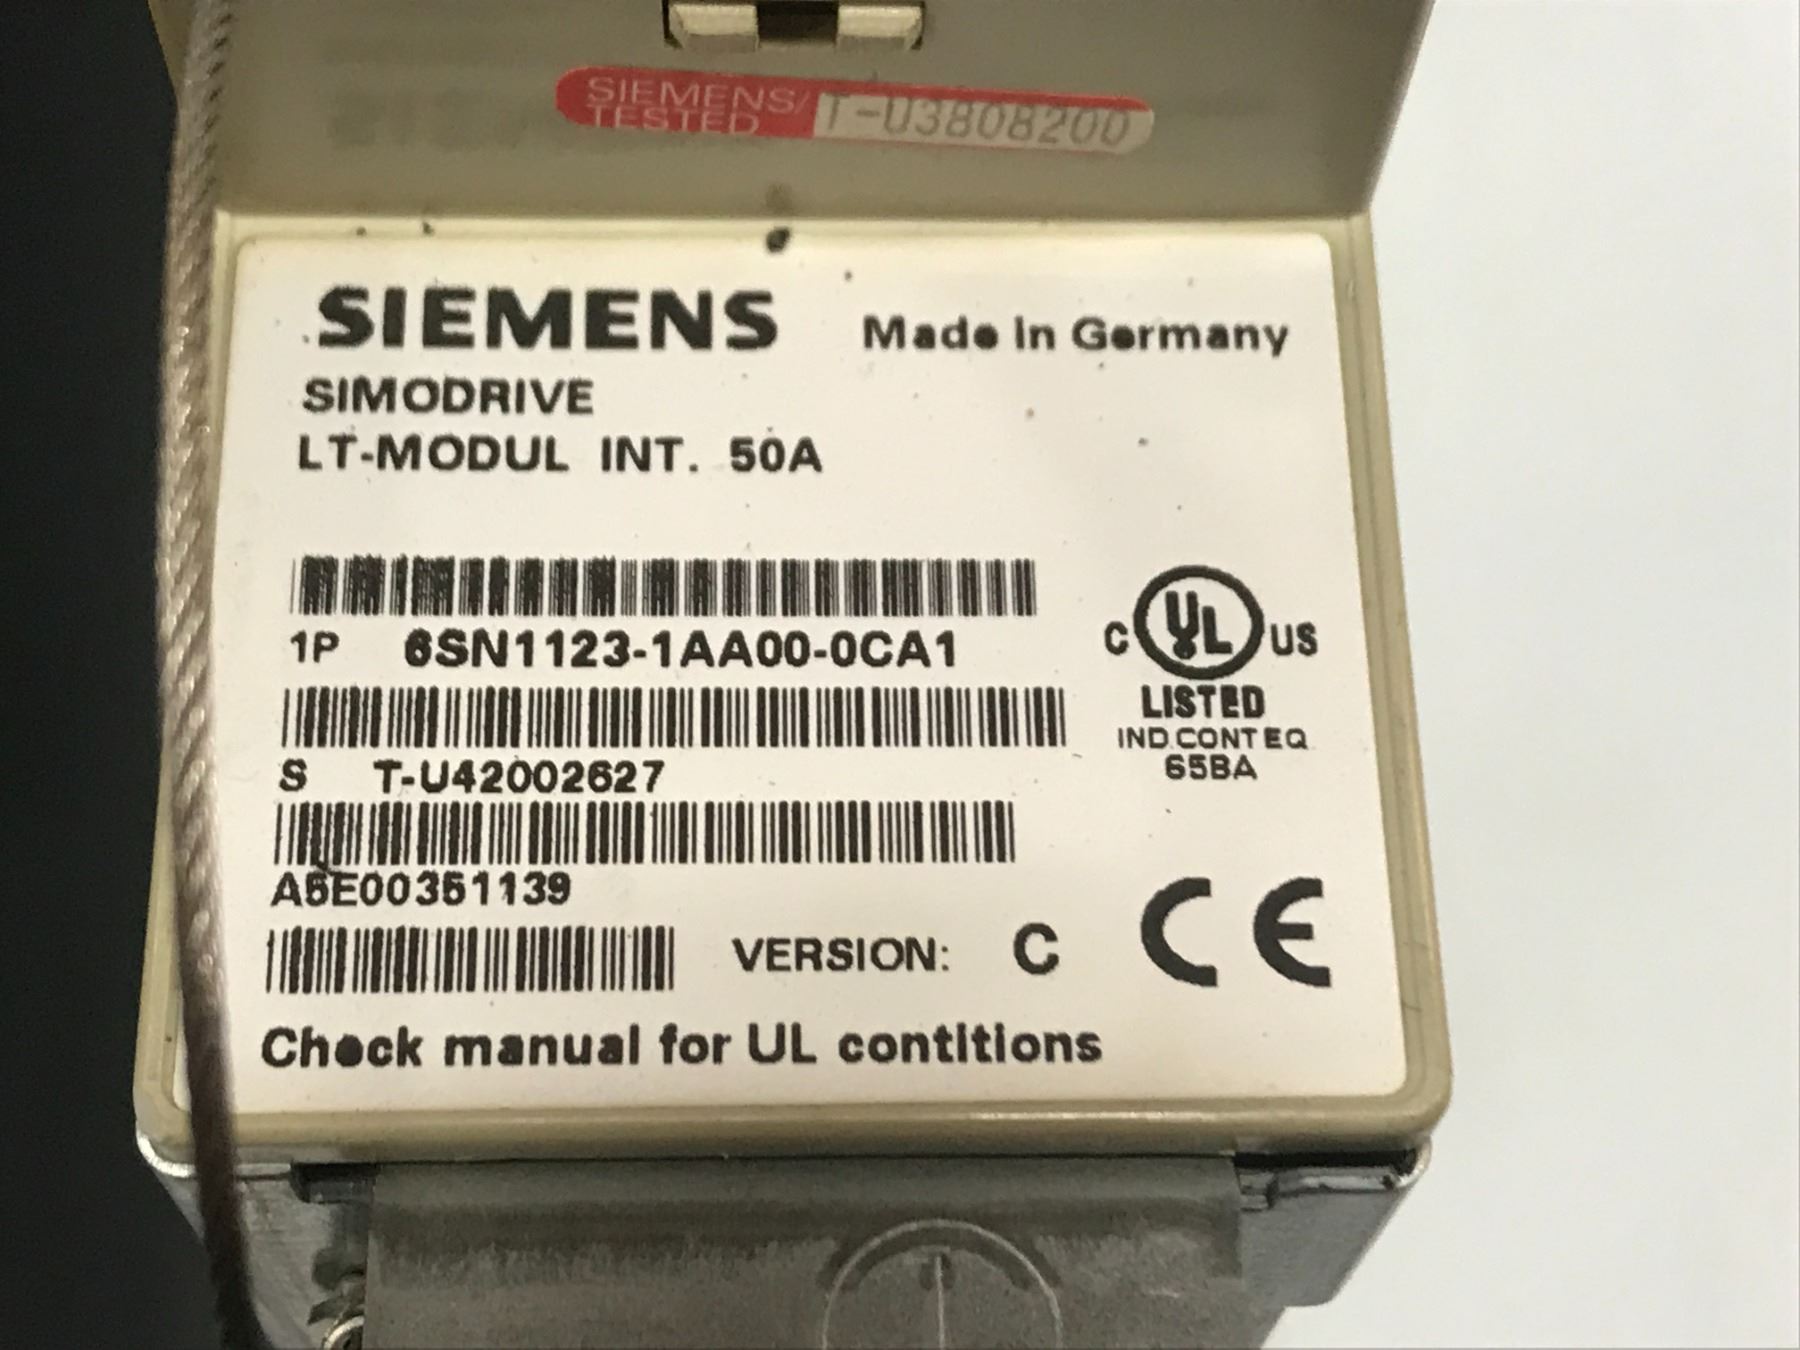 SIEMENS/
TESTED
T-U380820D
SIEMENS Made in Germany
SIMODRIVE
LT-MODUL INT. 50A
1P 6SN1123-1AA00-0CA1
C UL US
LISTED
IND.CONT EQ
65BA
S T-U42002627
A5E00351139
VERSION: C CE
Check manual for UL contitions